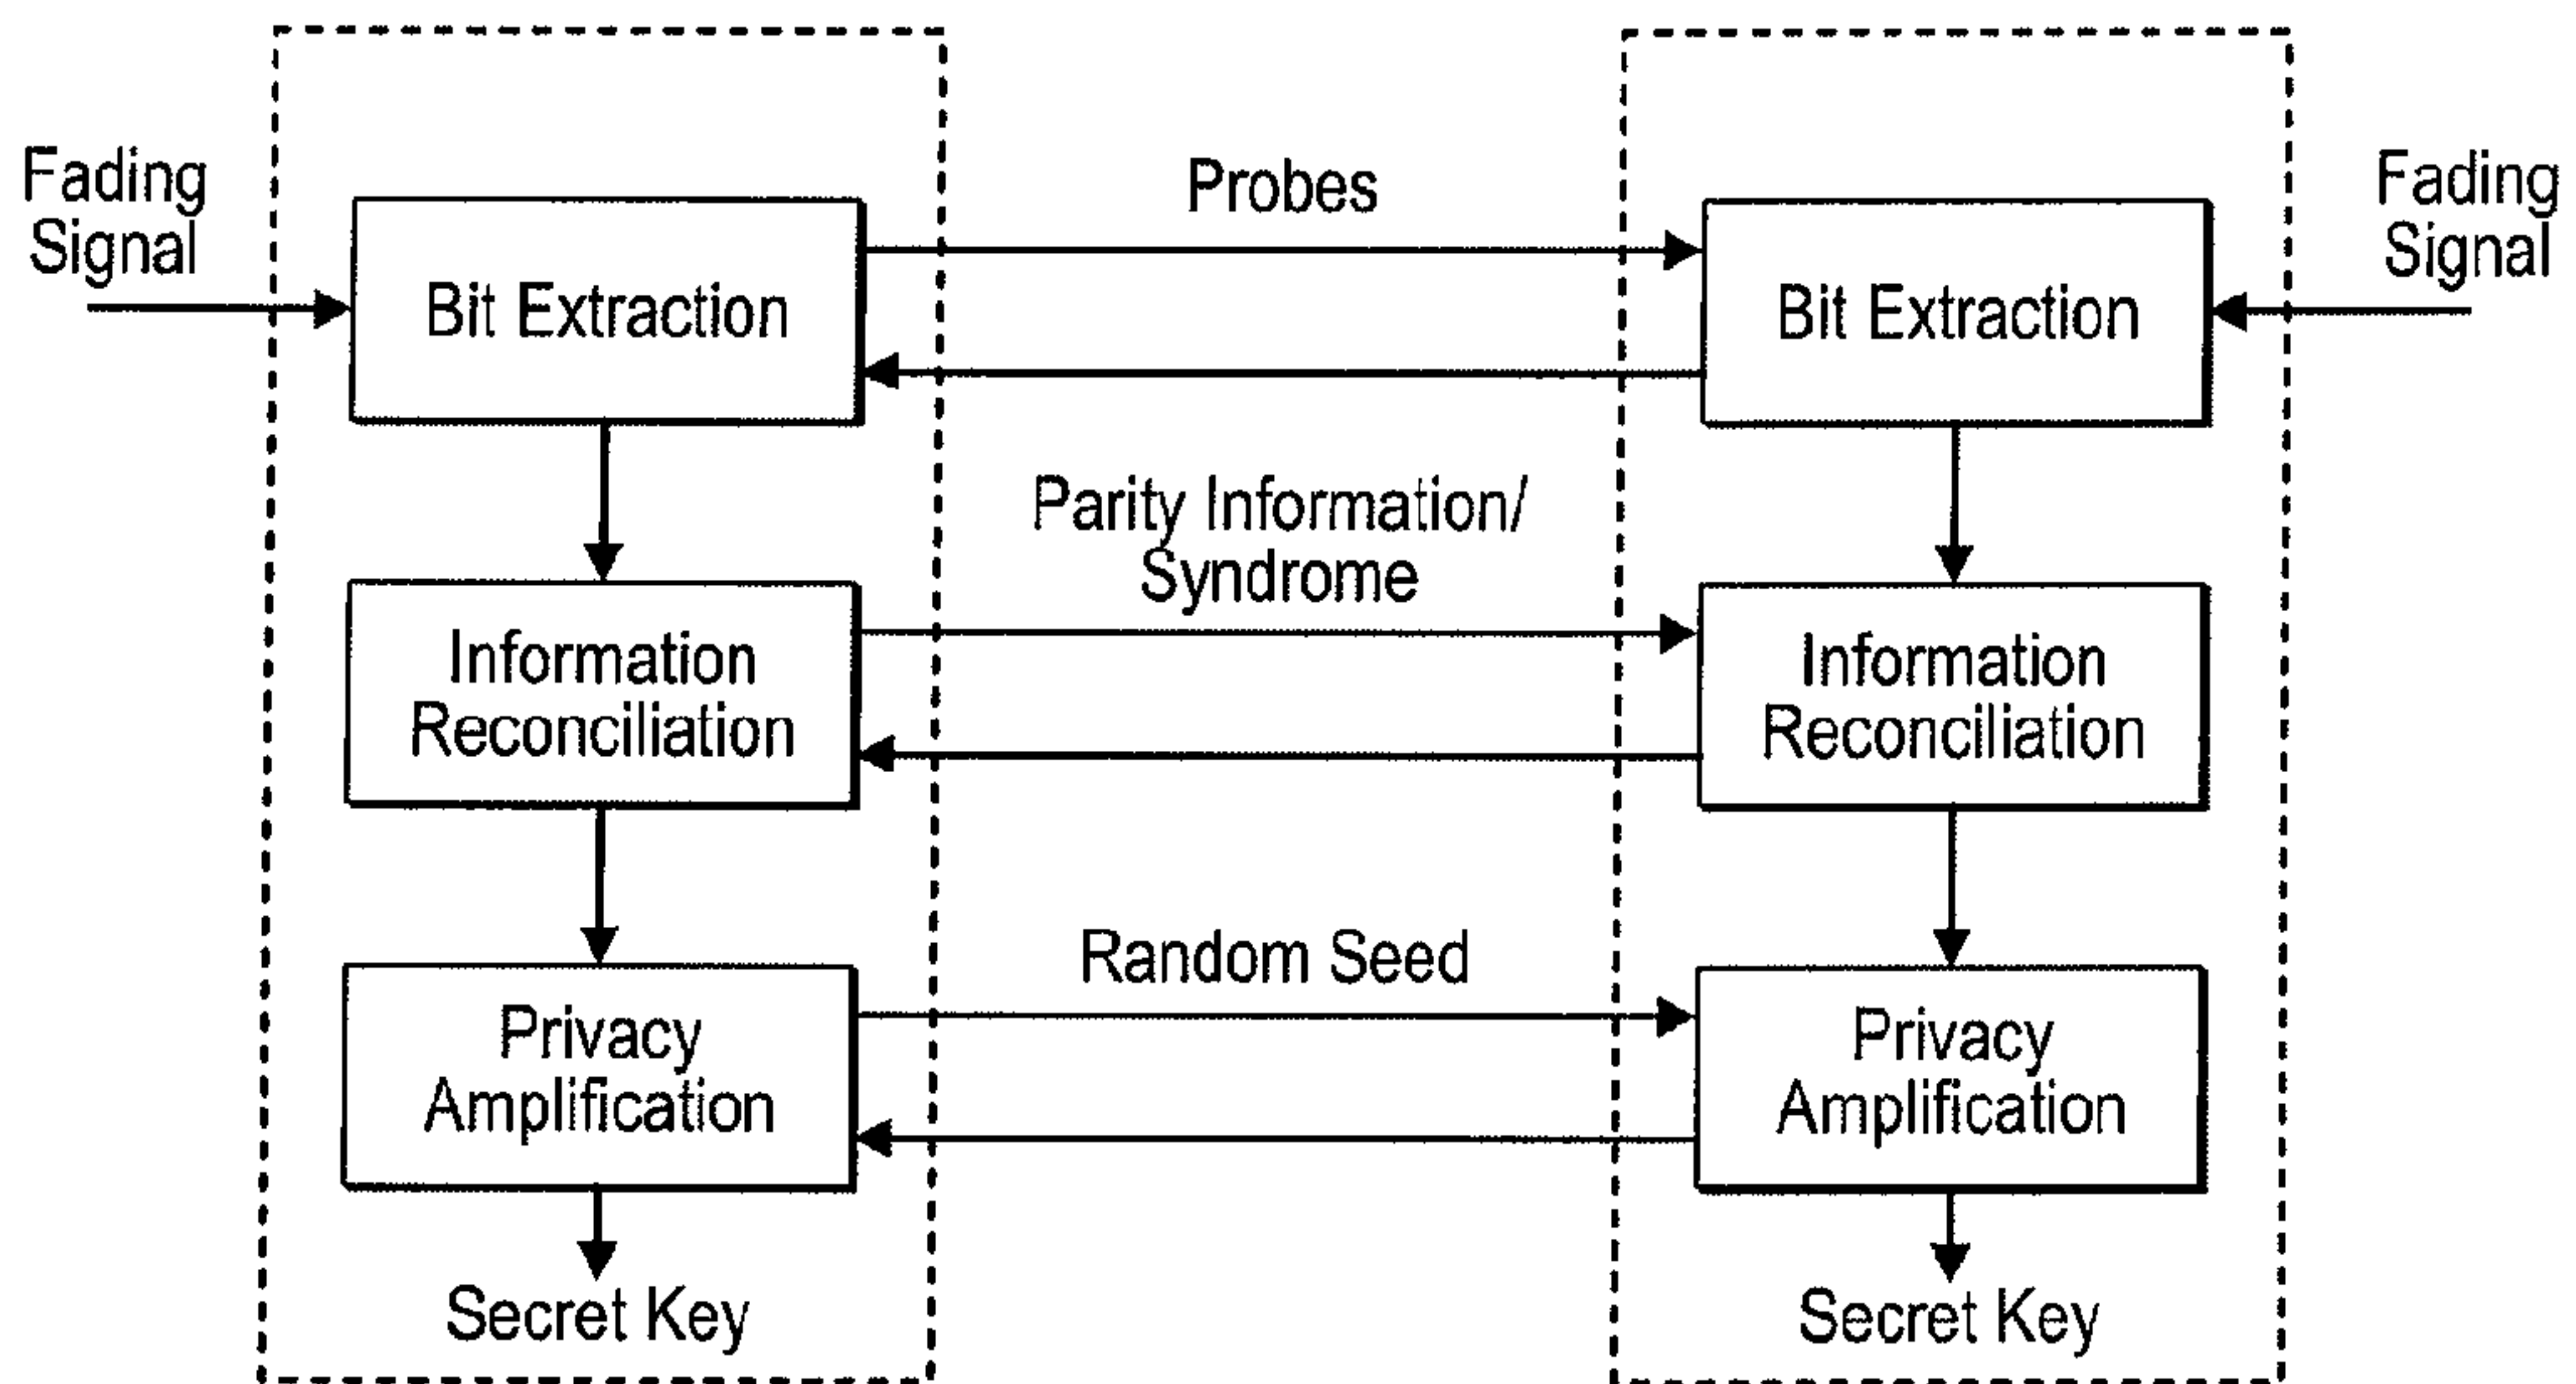 Fading
Signal
Probes
Fading
Signal
Bit Extraction
Bit Extraction
Parity Information/
Syndrome
Information
Reconciliation
Information
Reconciliation
Random Seed
Privacy
Amplification
Privacy
Amplification
Secret Key
Secret Key